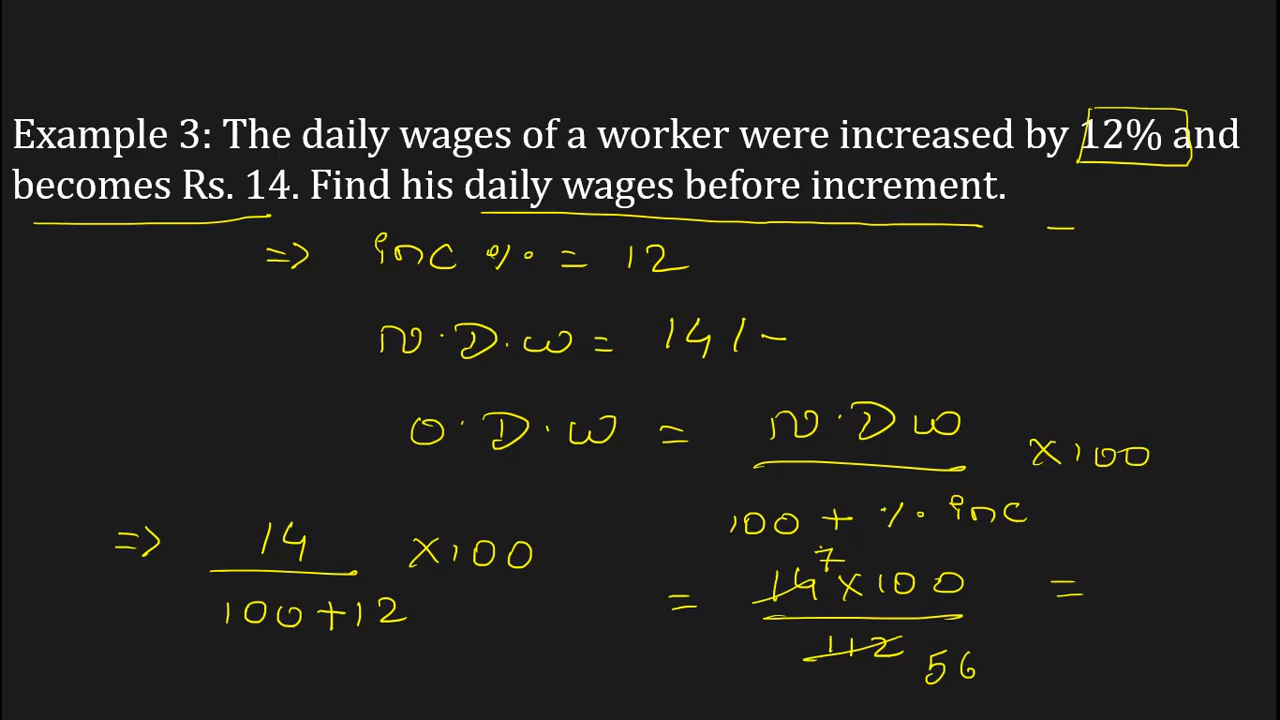 Example 3: The daily wages of a worker were increased by 12% and
becomes Rs. 14. Find his daily wages before increment.
=> inc % = 12
N.D.W = 14/-
O.D.W = N.DW / 100 + % inc × 100
=> 14 / 100+12 × 100
= 14 7 × 100 / 112 56 =